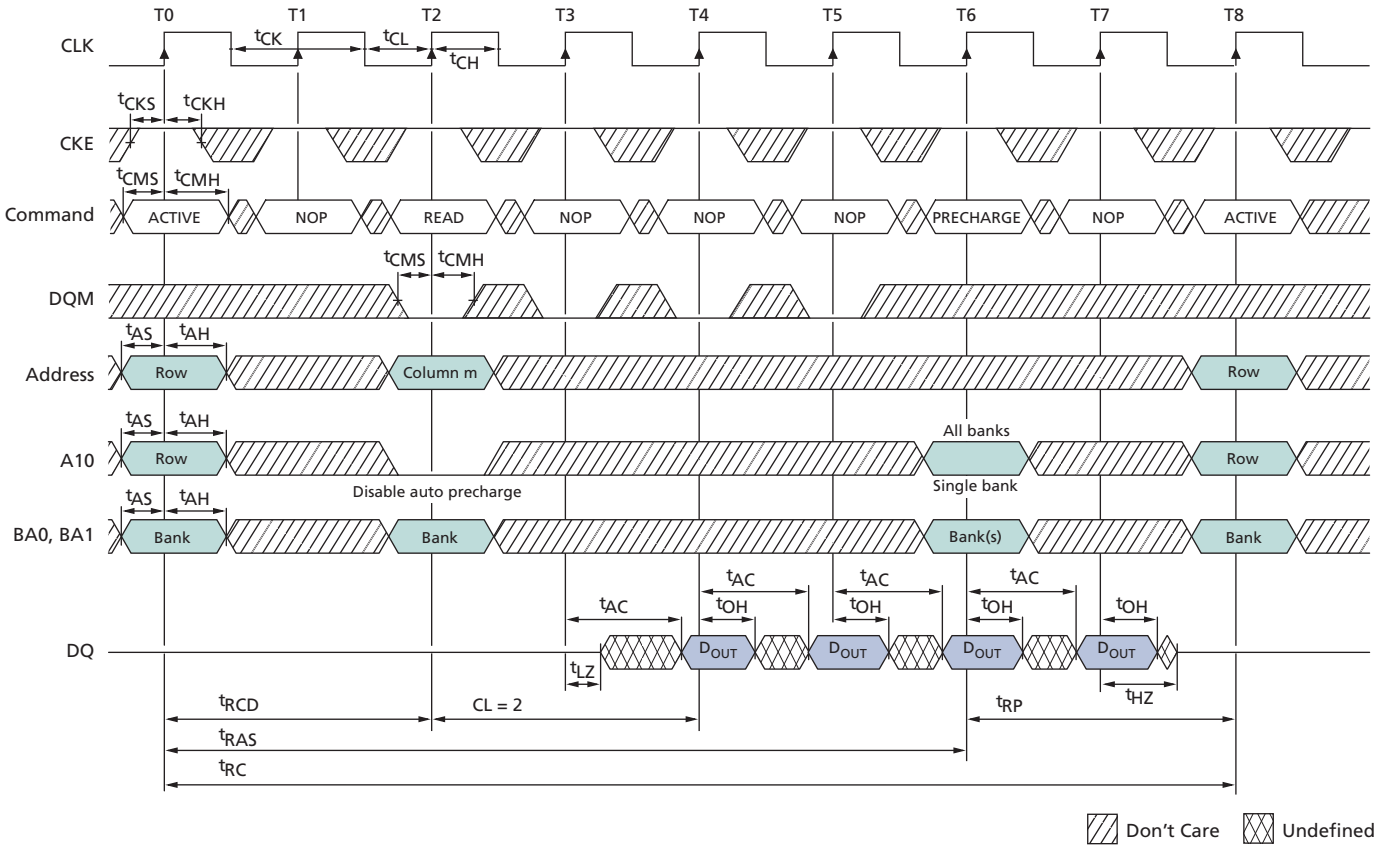 T0 T1 T2 T3 T4 T5 T6 T7 T8
CLK
tCK tCL
tCH
tCKS tCKH
CKE
tCMS tCMH
Command ACTIVE NOP READ NOP NOP NOP PRECHARGE NOP ACTIVE
tCMS tCMH
DQM
tAS tAH
Address Row Column m Row
tAS tAH
All banks
A10 Row Row
Disable auto precharge Single bank
tAS tAH
BA0, BA1 Bank Bank Bank(s) Bank
tAC tAC tAC
tAC tOH tOH tOH tOH
DQ DOUT DOUT DOUT DOUT
tLZ
tHZ
tRCD CL = 2 tRP
tRAS
tRC
Don't Care Undefined